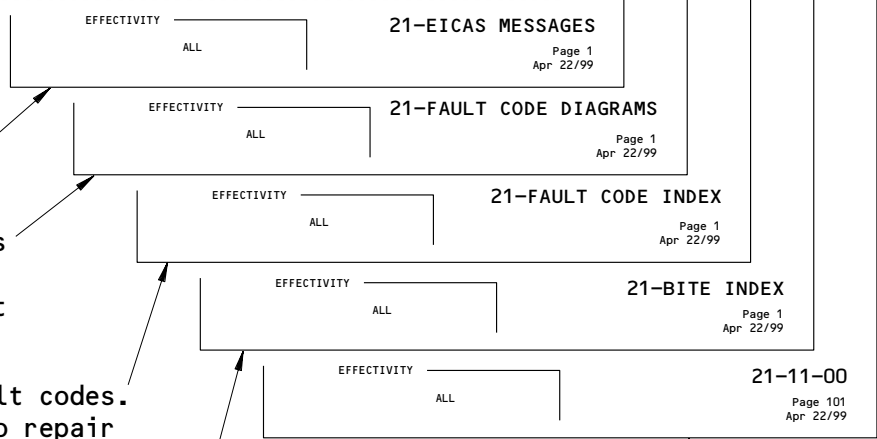 EFFECTIVITY
ALL
21-EICAS MESSAGES
Page 1
Apr 22/99
EFFECTIVITY
ALL
21-FAULT CODE DIAGRAMS
Page 1
Apr 22/99
EFFECTIVITY
ALL
21-FAULT CODE INDEX
Page 1
Apr 22/99
EFFECTIVITY
ALL
21-BITE INDEX
Page 1
Apr 22/99
codes.
repair
EFFECTIVITY
ALL
21-11-00
Page 101
Apr 22/99